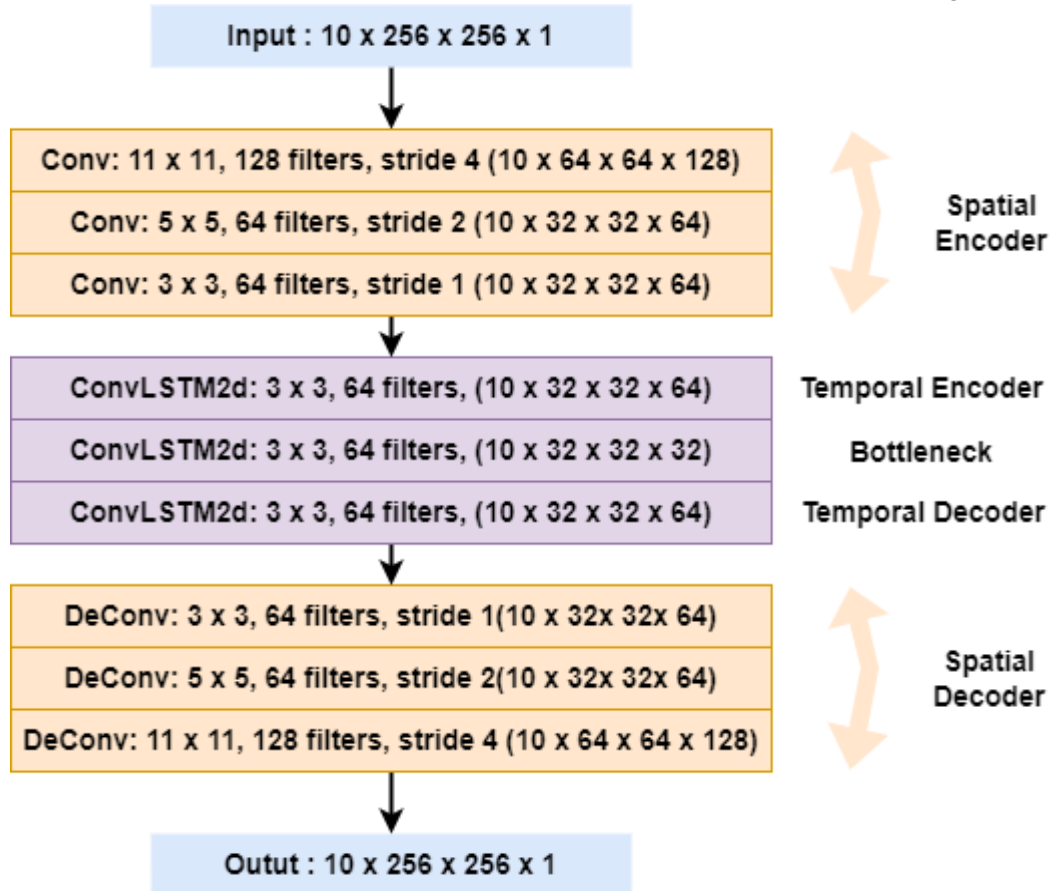 Input : 10 x 256 x 256 x 1
Conv: 11 x 11, 128 filters, stride 4 (10 x 64 x 64 x 128)
Conv: 5 x 5, 64 filters, stride 2 (10 x 32 x 32 x 64)
Conv: 3 x 3, 64 filters, stride 1 (10 x 32 x 32 x 64)
Spatial
Encoder
ConvLSTM2d: 3 x 3, 64 filters, (10 x 32 x 32 x 64)
Temporal Encoder
ConvLSTM2d: 3 x 3, 64 filters, (10 x 32 x 32 x 32)
Bottleneck
ConvLSTM2d: 3 x 3, 64 filters, (10 x 32 x 32 x 64)
Temporal Decoder
DeConv: 3 x 3, 64 filters, stride 1(10 x 32x 32x 64)
DeConv: 5 x 5, 64 filters, stride 2(10 x 32x 32x 64)
DeConv: 11 x 11, 128 filters, stride 4 (10 x 64 x 64 x 128)
Spatial
Decoder
Outut : 10 x 256 x 256 x 1